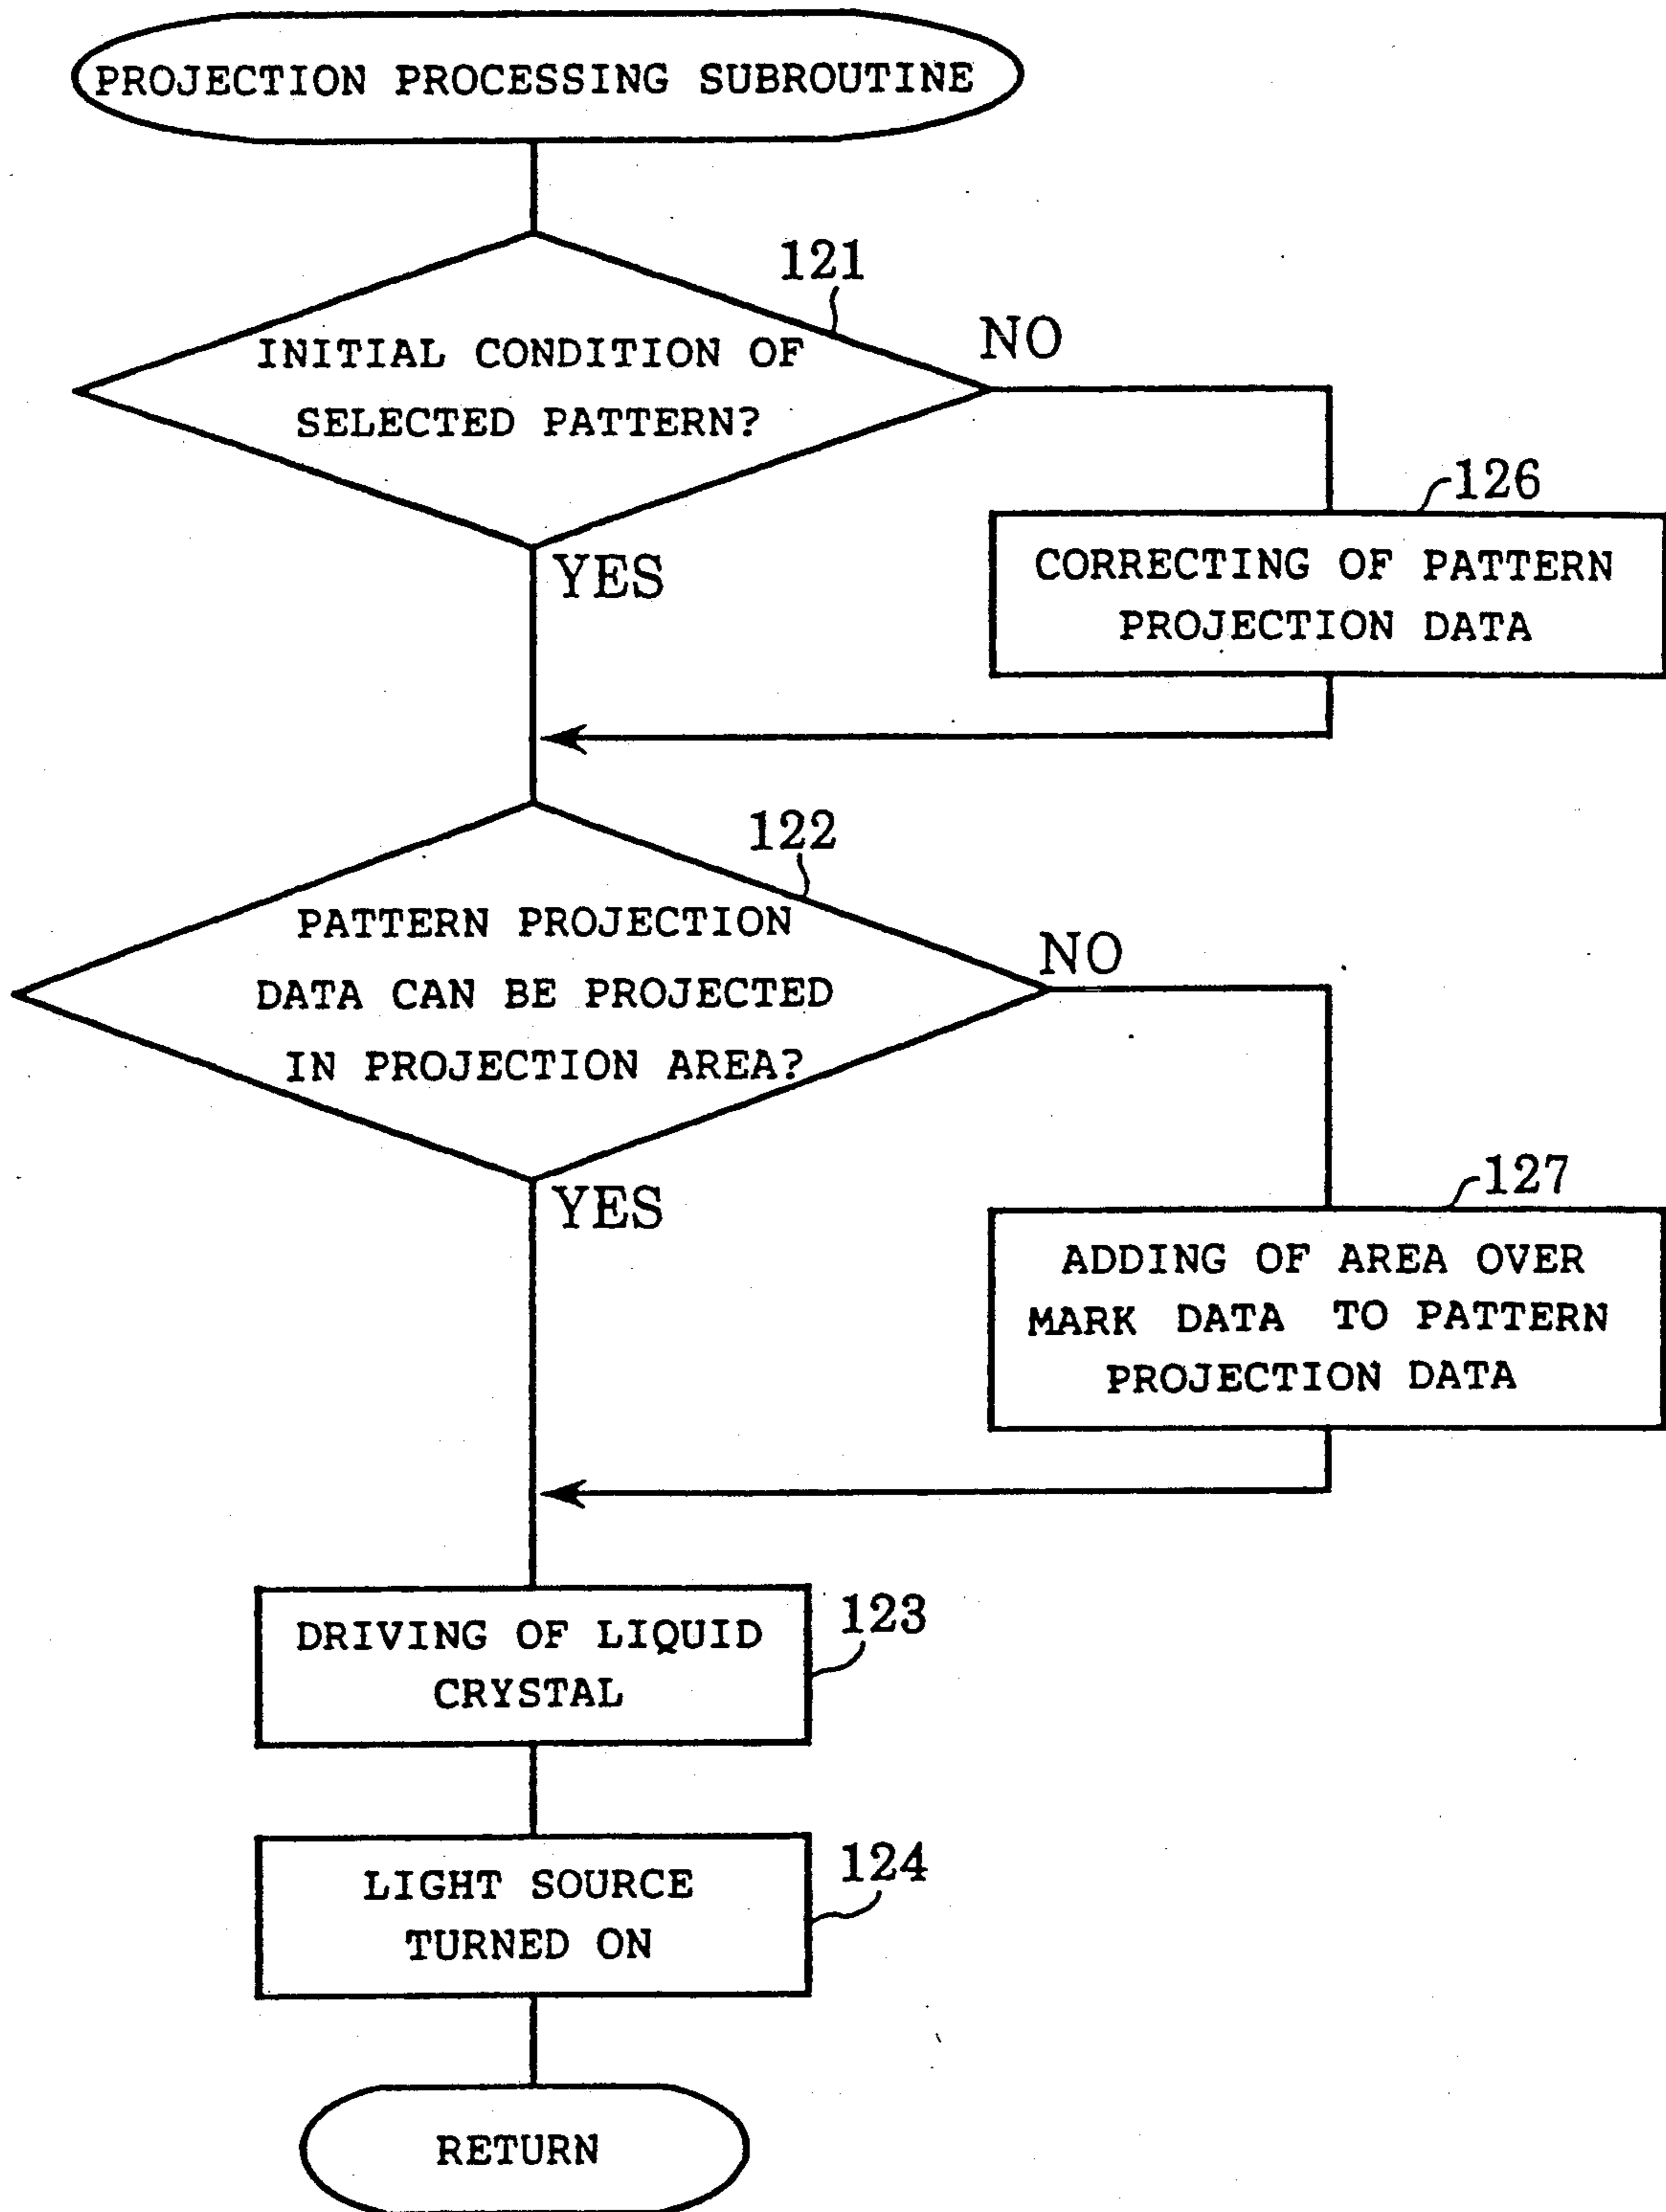 PROJECTION PROCESSING SUBROUTINE
121
INITIAL CONDITION OF
SELECTED PATTERN?
NO
YES
126
CORRECTING OF PATTERN
PROJECTION DATA
122
PATTERN PROJECTION
DATA CAN BE PROJECTED
IN PROJECTION AREA?
NO
YES
127
ADDING OF AREA OVER
MARK DATA TO PATTERN
PROJECTION DATA
DRIVING OF LIQUID
CRYSTAL
123
LIGHT SOURCE
TURNED ON
124
RETURN